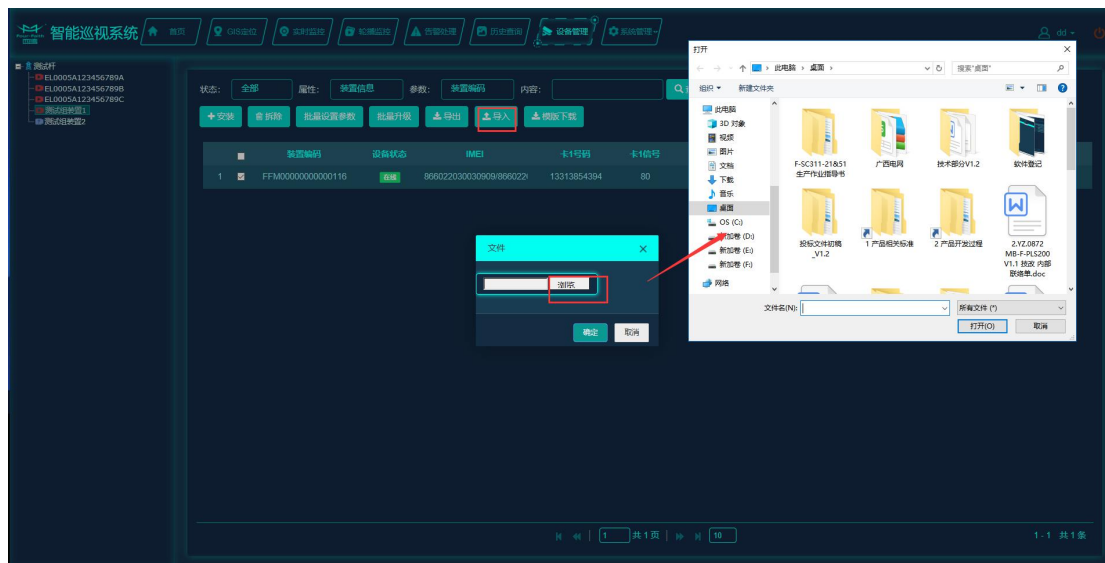 智能巡视系统
首页
GIS定位
实时监控
轮播监控
告警处理
历史查询
设备管理
系统管理
dd
测试杆
EL0005A123456789A
EL0005A123456789B
EL0005A123456789C
测试组装置1
测试组装置2
状态: 全部 属性: 装置信息 参数: 装置编码 内容:
安装 拆除 批量设置参数 批量升级 导出 导入 模版下载
装置编码 设备状态 IMEI 卡1号码 卡1信号
1 FFM00000000000116 在线 866022030030909/866022 13313854394 80
文件
浏览
确定 取消
打开
此电脑 › 桌面 ›
搜索"桌面"
组织 新建文件夹
此电脑
3D 对象
视频
图片
文档
下载
音乐
桌面
OS (C:)
新加卷 (D:)
新加卷 (E:)
新加卷 (F:)
网络
F-SC311-21&51
生产作业指导书
广西电网
技术部分V1.2
软件登记
投标文件初稿
_V1.2
1 产品相关标准
2 产品开发过程
2.YZ.0872
MB-F-PLS200
V1.1 技改 内部
联络单.doc
文件名(N):
所有文件 (*)
打开(O) 取消
1 共1页 10
1-1 共1条